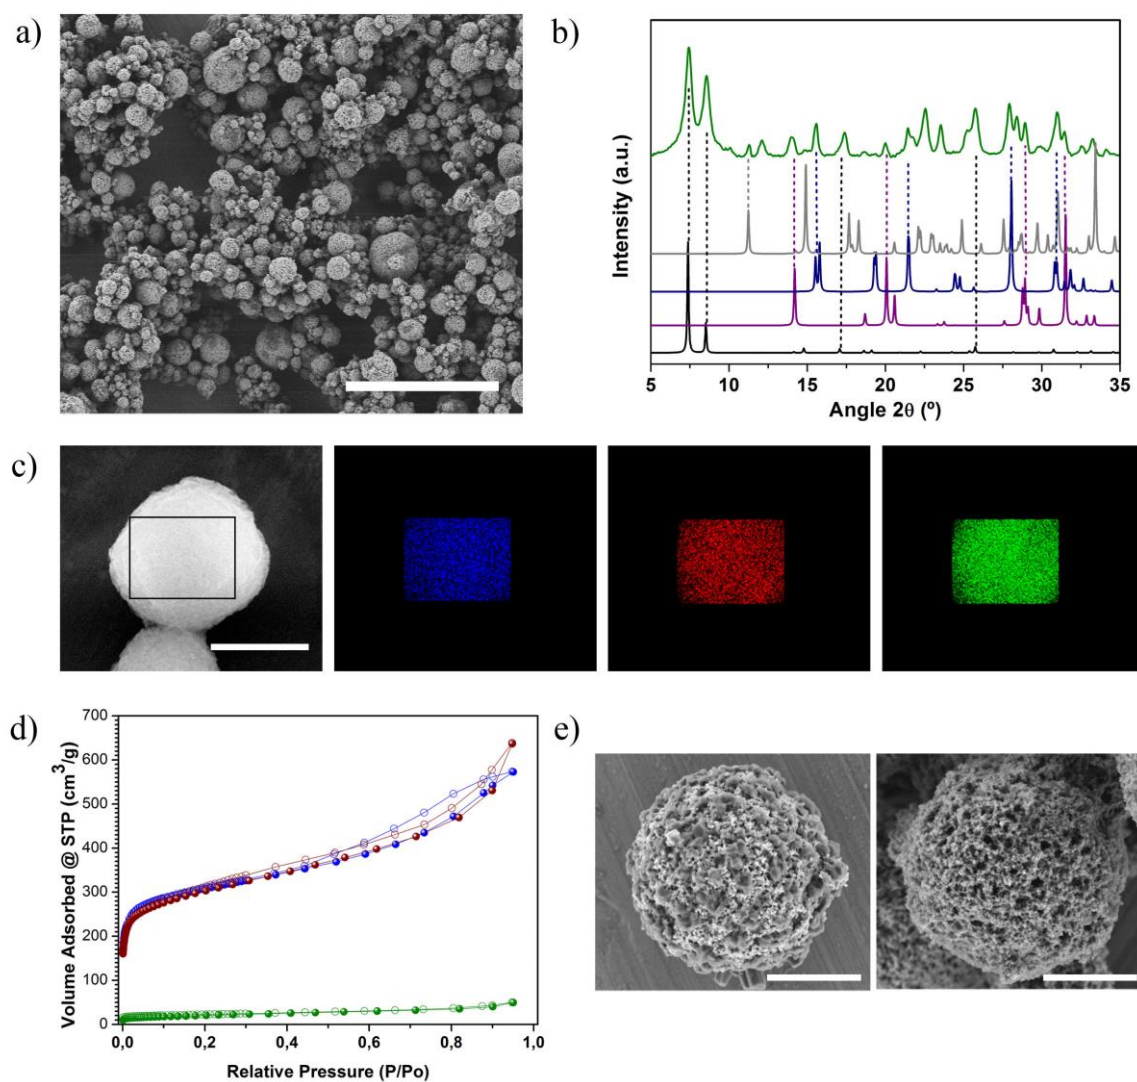 a)
b)
Intensity (a.u.)
5 10 15 20 25 30 35
Angle 2θ (º)
c)
d)
Volume Adsorbed @ STP (cm³/g)
700
600
500
400
300
200
100
0
0,0 0,2 0,4 0,6 0,8 1,0
Relative Pressure (P/Po)
e)